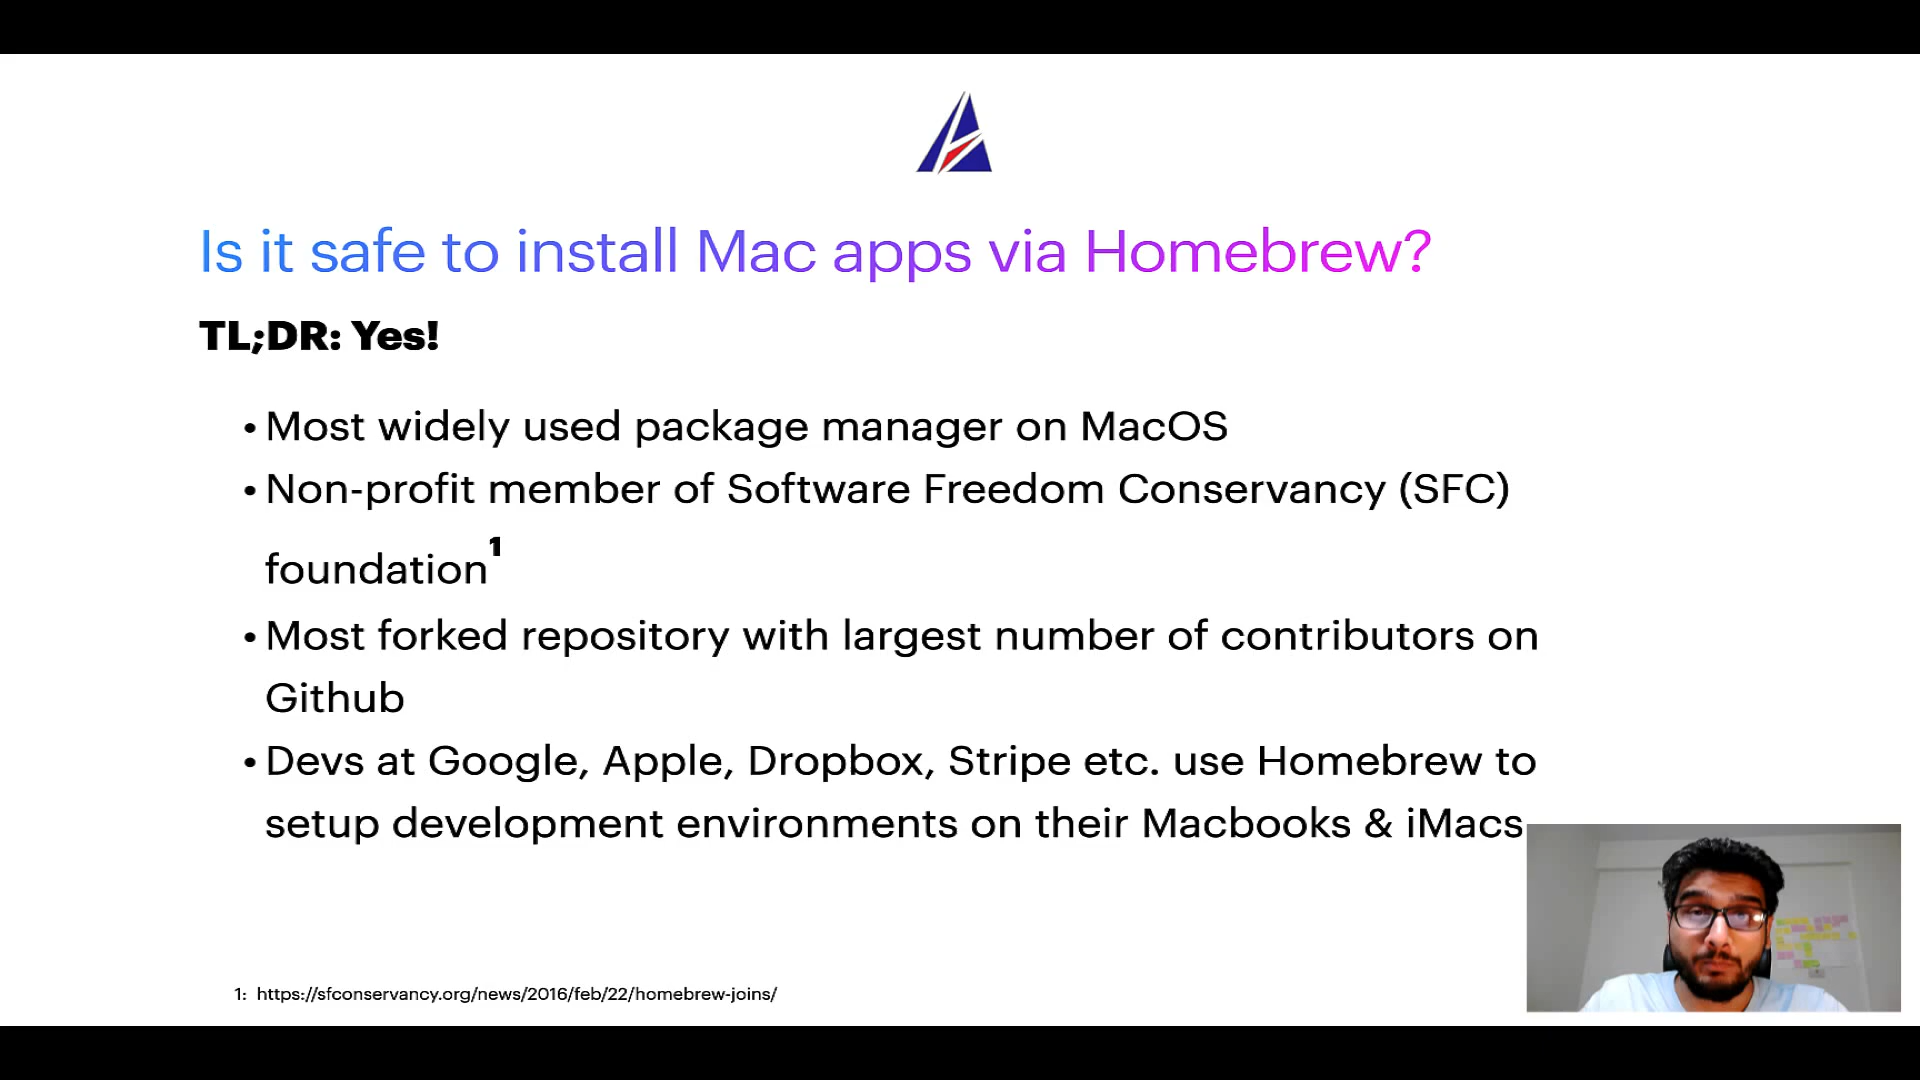 Is it safe to install Mac apps via Homebrew?
TL;DR: Yes!
• Most widely used package manager on MacOS
• Non-profit member of Software Freedom Conservancy (SFC)
foundation1
• Most forked repository with largest number of contributors on
Github
• Devs at Google, Apple, Dropbox, Stripe etc. use Homebrew to
setup development environments on their Macbooks & iMacs
1: https://sfconservancy.org/news/2016/feb/22/homebrew-joins/